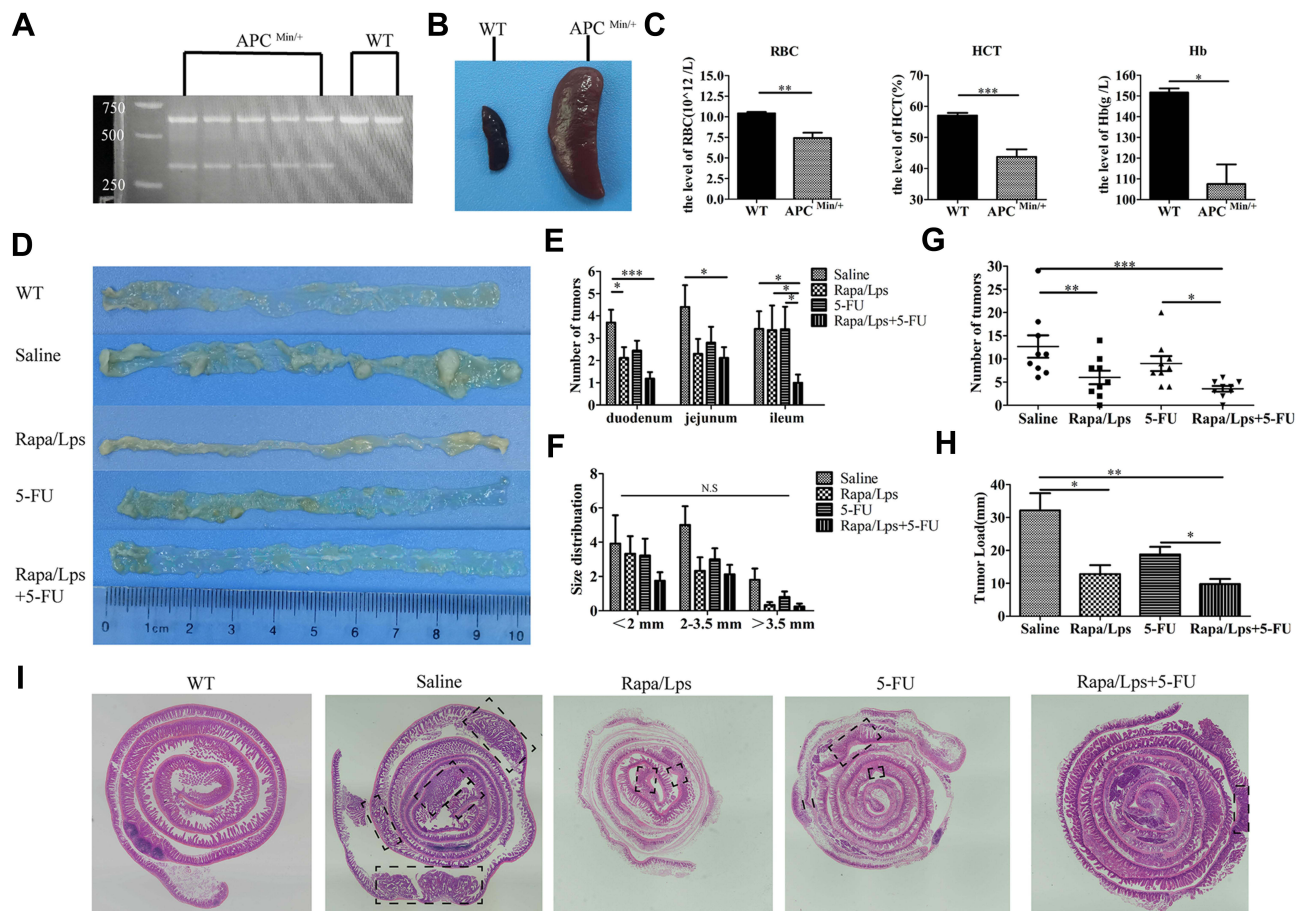 A
APC Min/+
WT
750
500
250
B
WT
APC Min/+
C
RBC
the level of RBC(10^12 /L)
15.0
12.5
10.0
7.5
5.0
2.5
0.0
**
WT
APC Min/+
HCT
the level of HCT(%)
70
60
50
40
30
20
10
0
***
WT
APC Min/+
Hb
the level of Hb(g /L)
160
150
140
130
120
110
100
*
WT
APC Min/+
D
WT
Saline
Rapa/Lps
5-FU
Rapa/Lps
+5-FU
0 1cm 2 3 4 5 6 7 8 9 10
E
Number of tumors
6
4
3
2
1
0
***
*
*
*
*
*
Saline
Rapa/Lps
5-FU
Rapa/Lps+5-FU
duodenum jejunum ileum
F
Size distribuation
8
6
4
2
0
N.S
Saline
Rapa/Lps
5-FU
Rapa/Lps+5-FU
<2 mm 2-3.5 mm >3.5 mm
G
Number of tumors
30
25
20
15
10
5
0
***
**
*
Saline Rapa/Lps 5-FU Rapa/Lps+5-FU
H
Tumor Load(mm)
40
30
20
10
0
**
*
*
Saline Rapa/Lps 5-FU Rapa/Lps+5-FU
I
WT
Saline
Rapa/Lps
5-FU
Rapa/Lps+5-FU